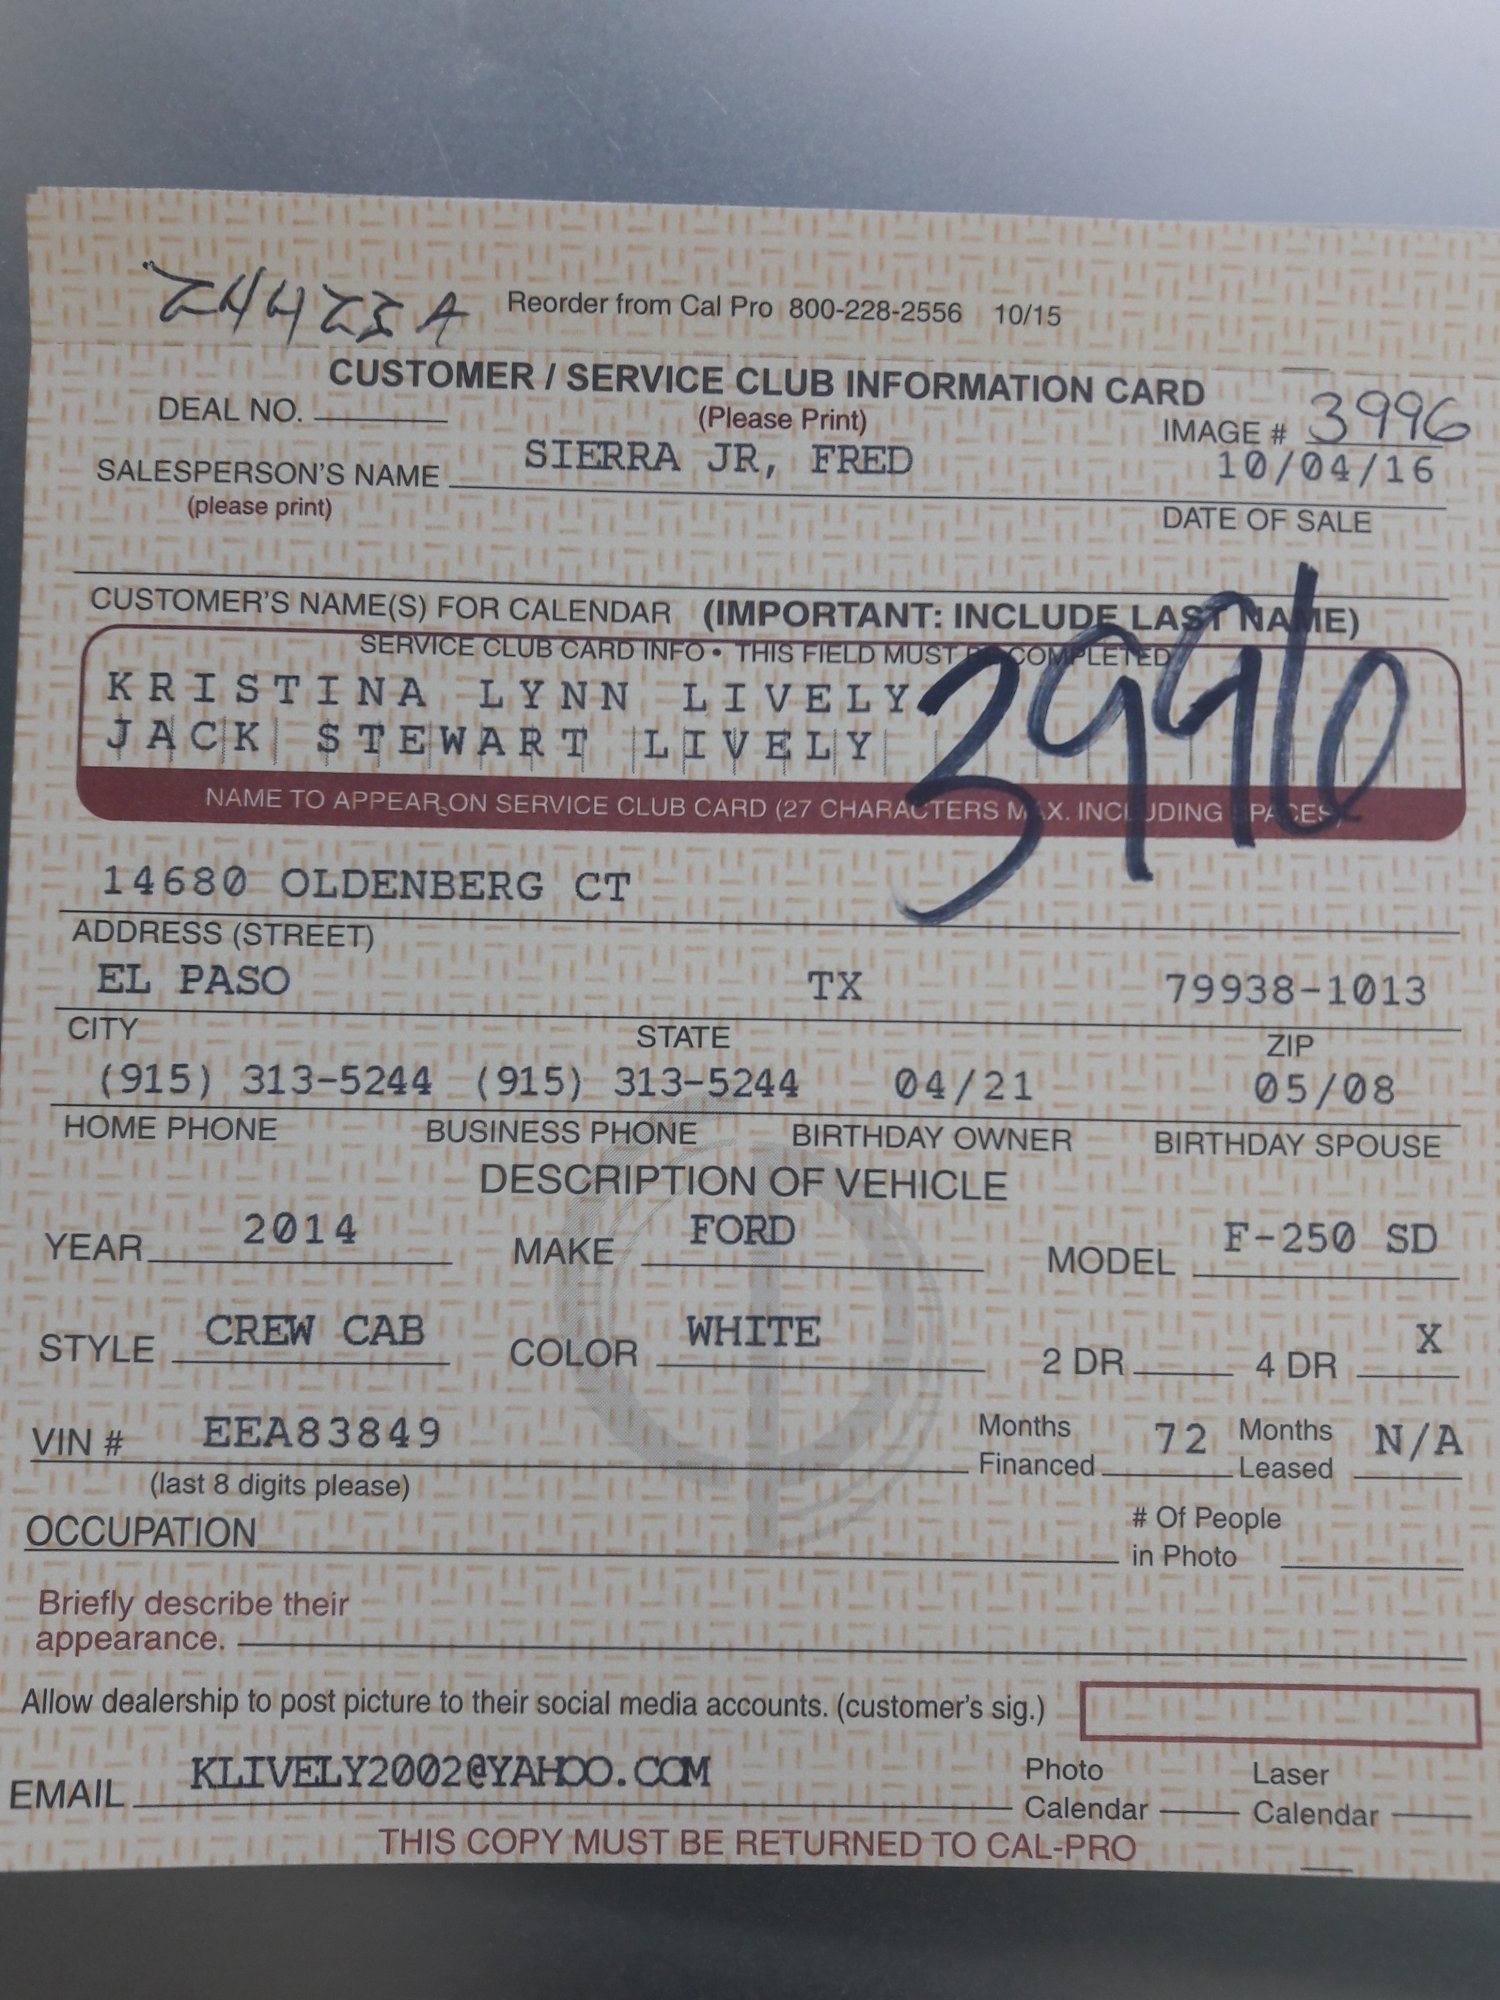 24423A Reorder from Cal Pro 800-228-2556 10/15
CUSTOMER / SERVICE CLUB INFORMATION CARD
DEAL NO. (Please Print) IMAGE # 3996
SALESPERSON'S NAME SIERRA JR, FRED 10/04/16
(please print) DATE OF SALE
CUSTOMER'S NAME(S) FOR CALENDAR (IMPORTANT: INCLUDE LAST NAME)
SERVICE CLUB CARD INFO • THIS FIELD MUST BE COMPLETED
KRISTINA LYNN LIVELY 3996
JACK STEWART LIVELY
NAME TO APPEAR ON SERVICE CLUB CARD (27 CHARACTERS MAX. INCLUDING SPACES)
14680 OLDENBERG CT
ADDRESS (STREET)
EL PASO TX 79938-1013
CITY STATE ZIP
(915) 313-5244 (915) 313-5244 04/21 05/08
HOME PHONE BUSINESS PHONE BIRTHDAY OWNER BIRTHDAY SPOUSE
DESCRIPTION OF VEHICLE
YEAR 2014 MAKE FORD MODEL F-250 SD
STYLE CREW CAB COLOR WHITE 2 DR 4 DR X
VIN # EEA83849 Months 72 Months N/A
(last 8 digits please) Financed Leased
OCCUPATION # Of People
in Photo
Briefly describe their
appearance.
Allow dealership to post picture to their social media accounts. (customer's sig.)
EMAIL KLIVELY2002@YAHOO.COM Photo Laser
Calendar Calendar
THIS COPY MUST BE RETURNED TO CAL-PRO